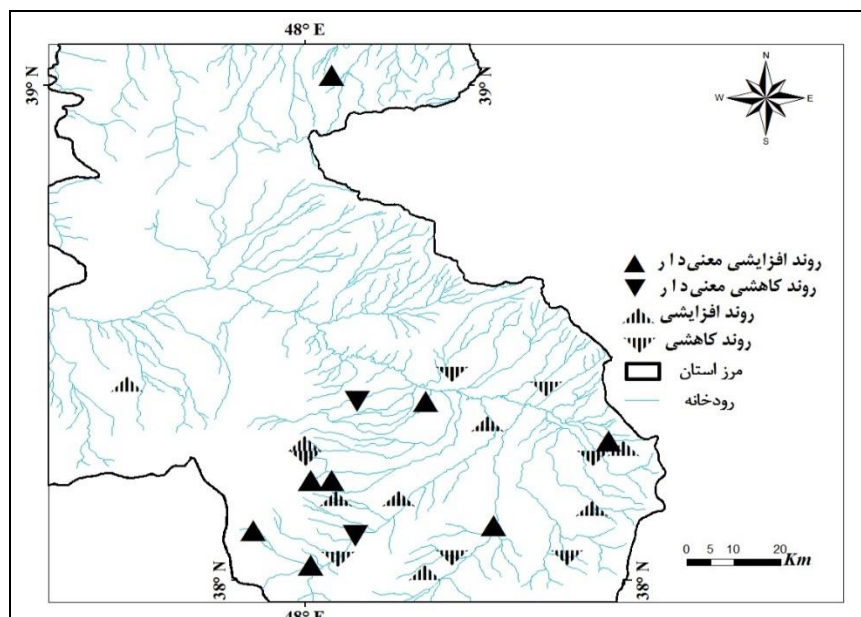 48° E
39° N
39° N
N
W
E
S
روند افزایشی معنی‌دار
روند کاهشی معنی‌دار
روند افزایشی
روند کاهشی
مرز استان
رودخانه
0 5 10 20
Km
38° N
38° N
48° E